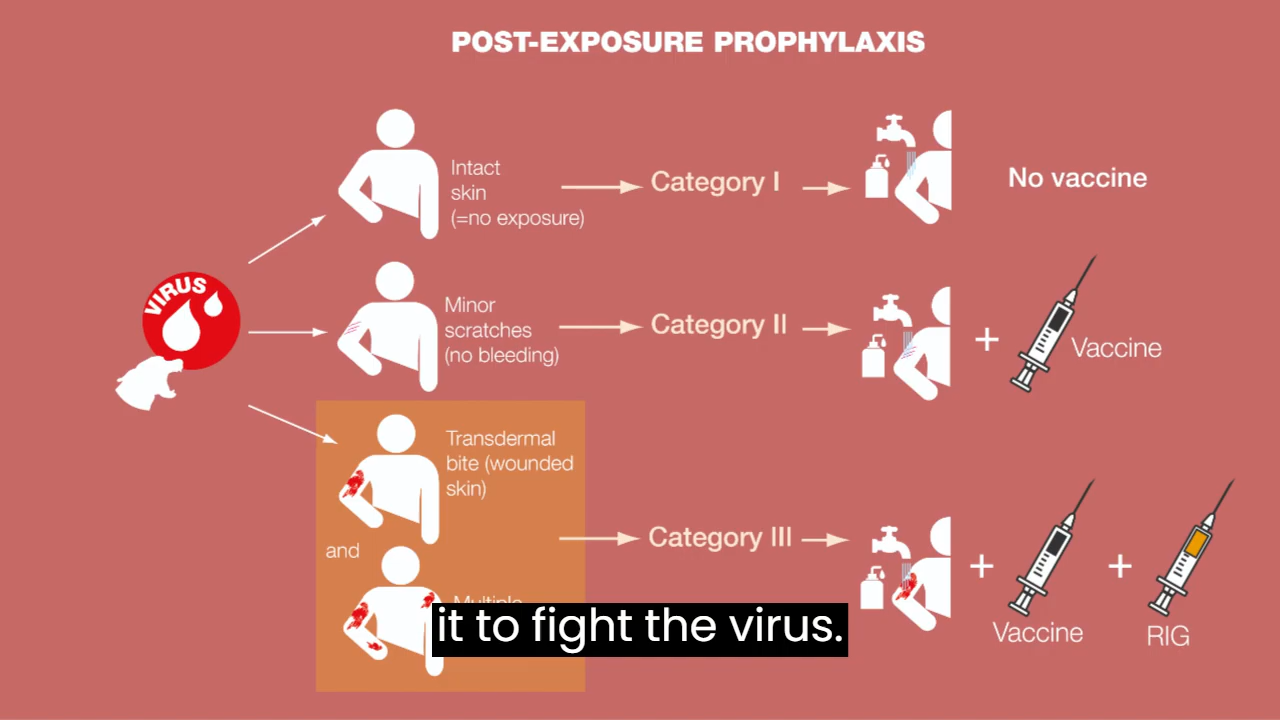 POST-EXPOSURE PROPHYLAXIS
Intact
skin
(=no exposure)
Category I
No vaccine
VIRUS
Minor
scratches
(no bleeding)
Category II
+
Vaccine
Transdermal
bite (wounded
skin)
and
Category III
+
+
Vaccine
RIG
Multiple
it to fight the virus.